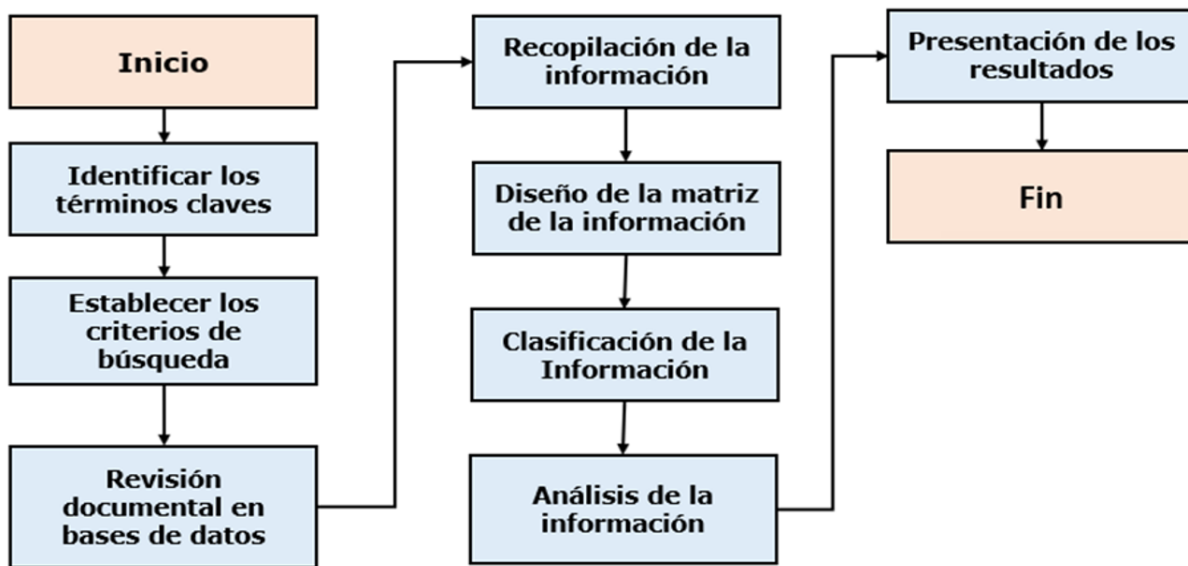 Inicio
Identificar los
términos claves
Establecer los
criterios de
búsqueda
Revisión
documental en
bases de datos
Recopilación de la
información
Diseño de la matriz
de la información
Clasificación de la
Información
Análisis de la
información
Presentación de los
resultados
Fin